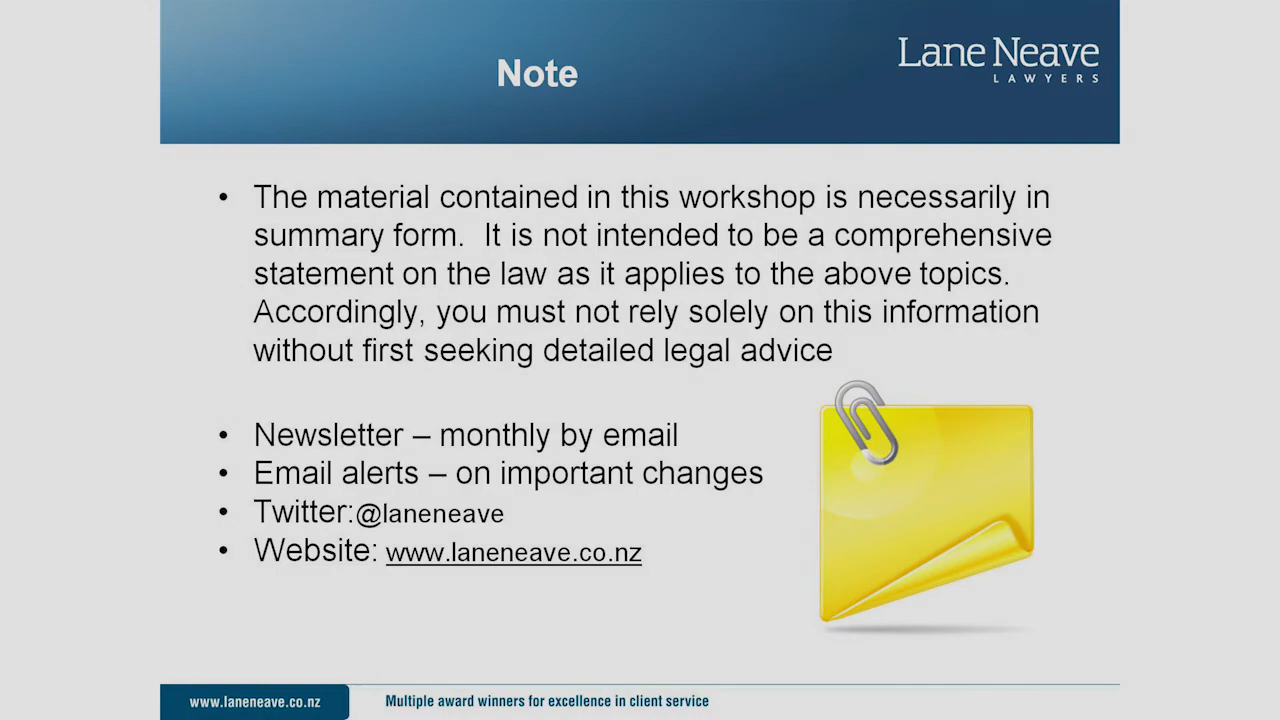 Note
Lane Neave
LAWYERS
• The material contained in this workshop is necessarily in
summary form.  It is not intended to be a comprehensive
statement on the law as it applies to the above topics.
Accordingly, you must not rely solely on this information
without first seeking detailed legal advice
• Newsletter – monthly by email
• Email alerts – on important changes
• Twitter:@laneneave
• Website: www.laneneave.co.nz
www.laneneave.co.nz
Multiple award winners for excellence in client service